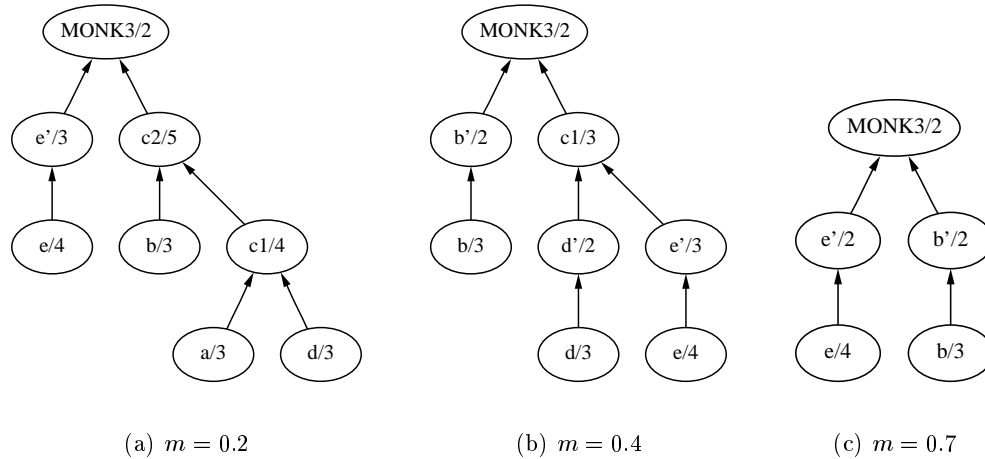 MONK3/2
e'/3
c2/5
e/4
b/3
c1/4
a/3
d/3
(a) m = 0.2
MONK3/2
b'/2
c1/3
b/3
d'/2
e'/3
d/3
e/4
(b) m = 0.4
MONK3/2
e'/2
b'/2
e/4
b/3
(c) m = 0.7